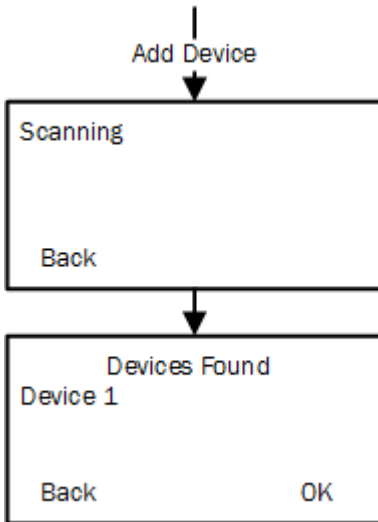 Add Device
Scanning
Back
Devices Found
Device 1
Back OK